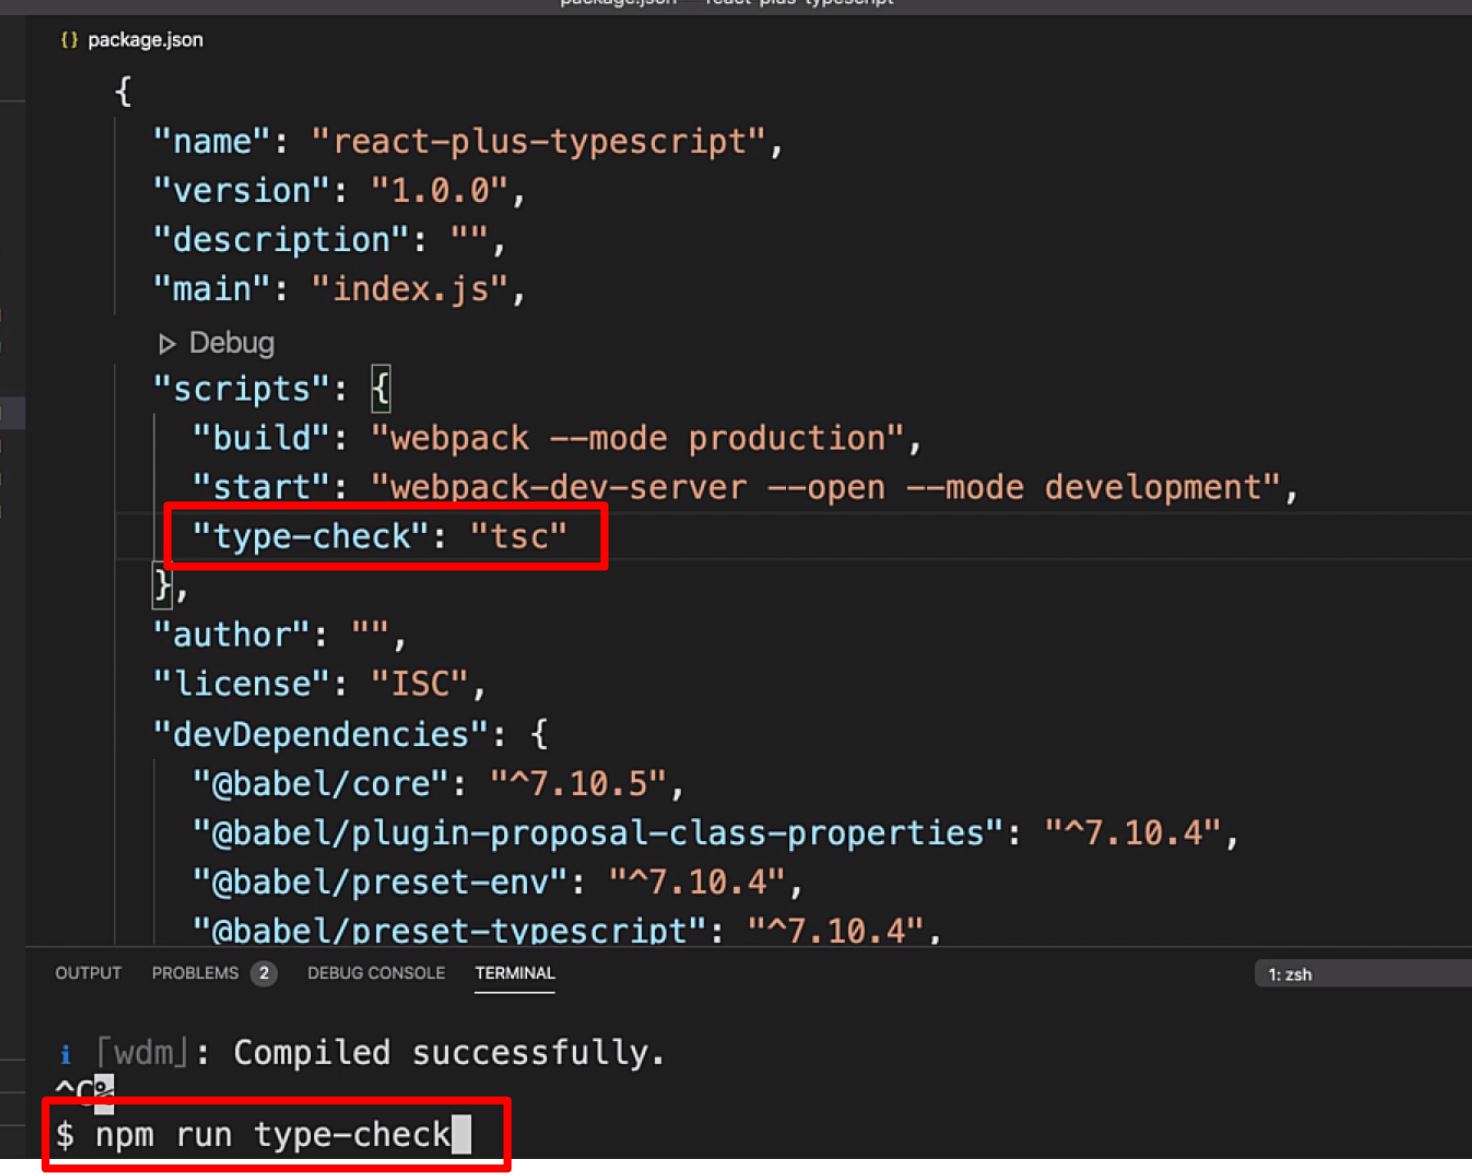 package.json — react-plus-typescript
{} package.json
{
"name": "react-plus-typescript",
"version": "1.0.0",
"description": "",
"main": "index.js",
Debug
"scripts": {
"build": "webpack --mode production",
"start": "webpack-dev-server --open --mode development",
"type-check": "tsc"
},
"author": "",
"license": "ISC",
"devDependencies": {
"@babel/core": "^7.10.5",
"@babel/plugin-proposal-class-properties": "^7.10.4",
"@babel/preset-env": "^7.10.4",
"@babel/preset-typescript": "^7.10.4",
OUTPUT PROBLEMS 2 DEBUG CONSOLE TERMINAL 1: zsh
i ｢wdm｣: Compiled successfully.
^C%
$ npm run type-check